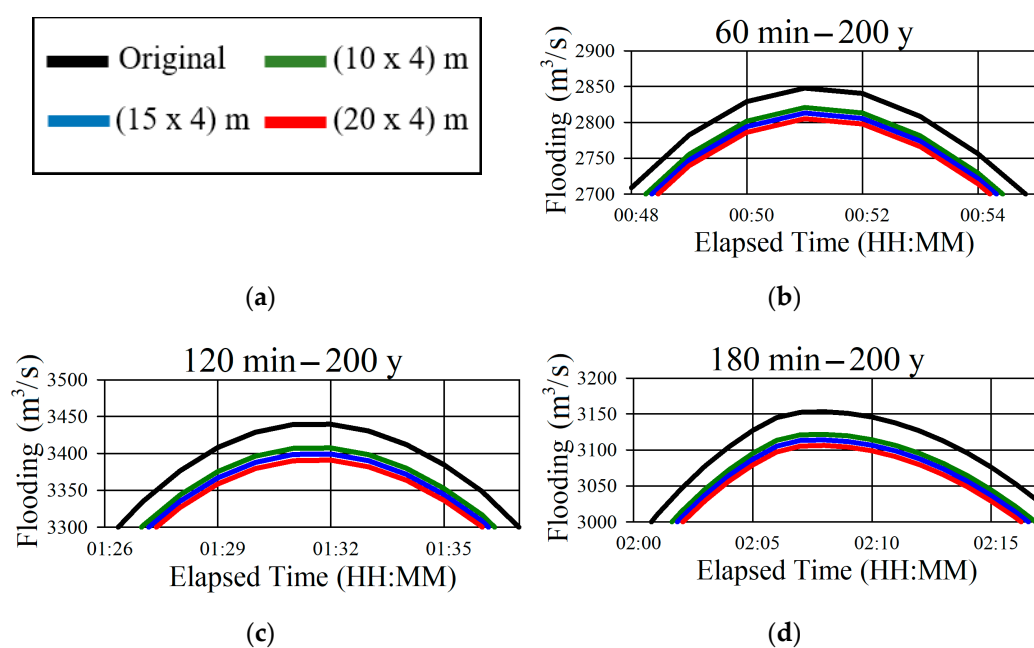 Original
(10 x 4) m
(15 x 4) m
(20 x 4) m
(a)
60 min – 200 y
Flooding (m³/s)
2900
2850
2800
2750
2700
00:48
00:50
00:52
00:54
Elapsed Time (HH:MM)
(b)
120 min – 200 y
Flooding (m³/s)
3500
3450
3400
3350
3300
01:26
01:29
01:32
01:35
Elapsed Time (HH:MM)
(c)
180 min – 200 y
Flooding (m³/s)
3200
3150
3100
3050
3000
02:00
02:05
02:10
02:15
Elapsed Time (HH:MM)
(d)